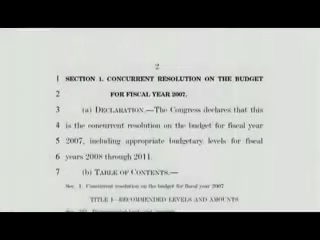 2
1 SECTION 1. CONCURRENT RESOLUTION ON THE BUDGET
2 FOR FISCAL YEAR 2007.
3 (a) DECLARATION.—The Congress declares that this
4 is the concurrent resolution on the budget for fiscal year
5 2007, including appropriate budgetary levels for fiscal
6 years 2008 through 2011.
7 (b) TABLE OF CONTENTS.—
Sec. 1. Concurrent resolution on the budget for fiscal year 2007
TITLE I—RECOMMENDED LEVELS AND AMOUNTS